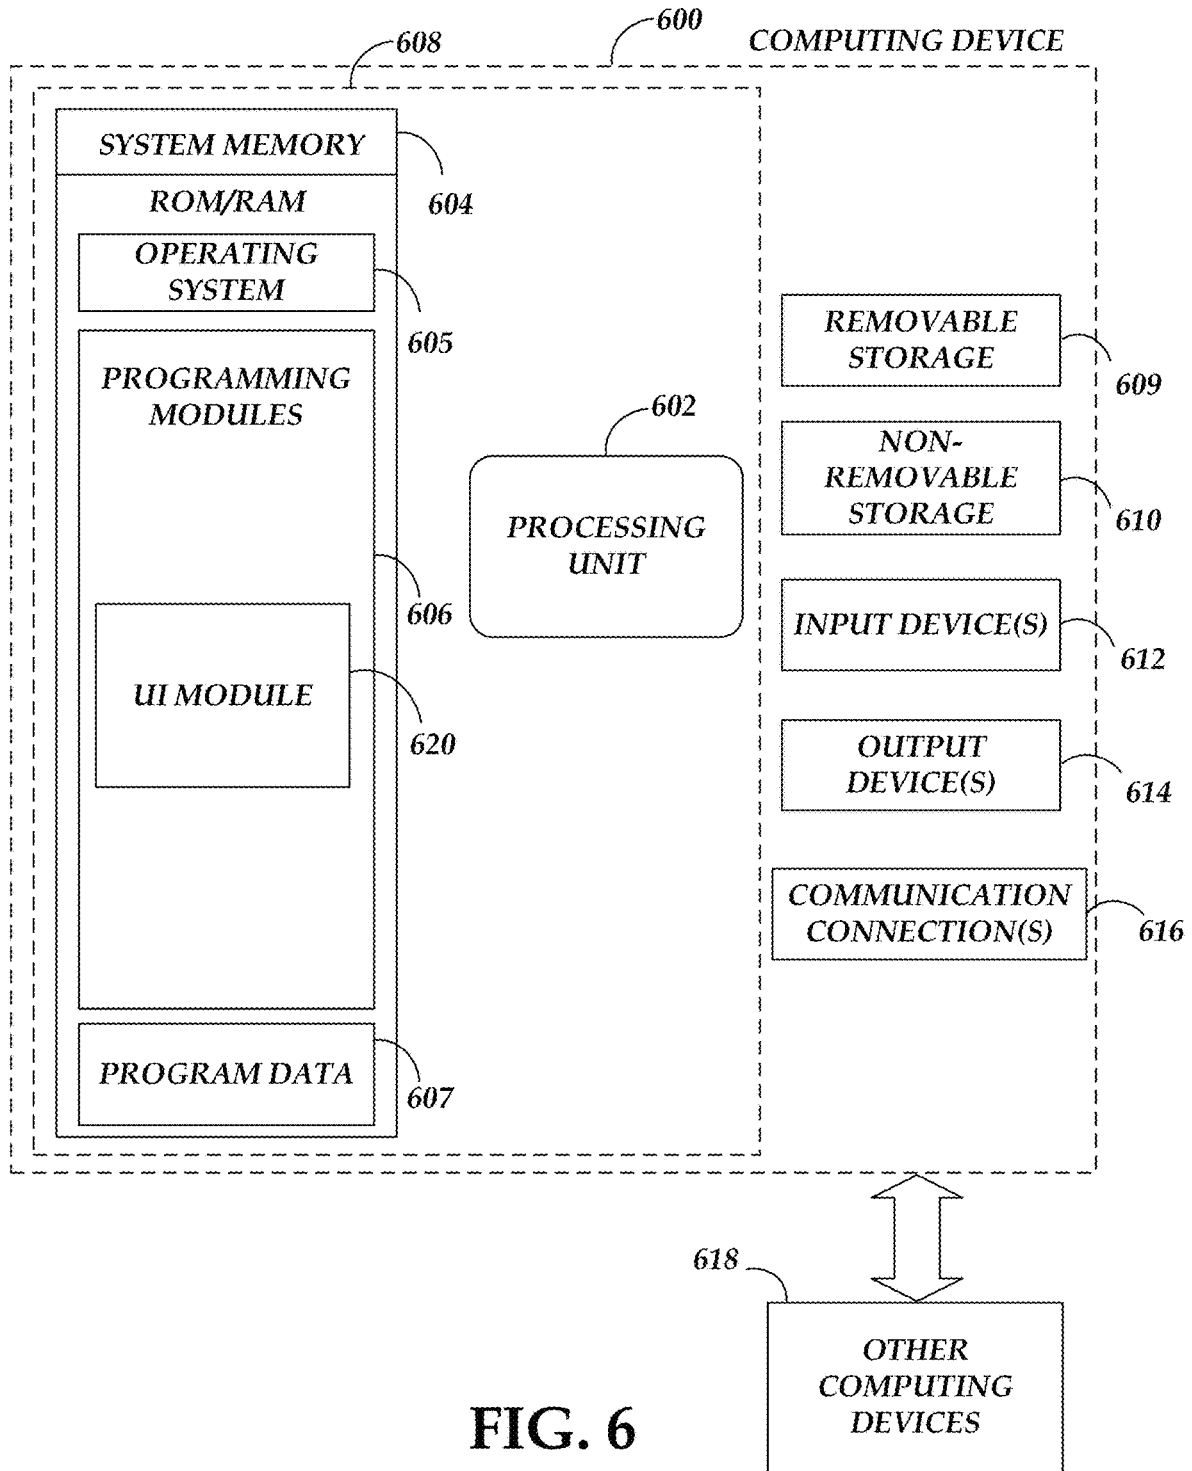 600
COMPUTING DEVICE
608
SYSTEM MEMORY
604
ROM/RAM
OPERATING
SYSTEM
605
PROGRAMMING
MODULES
606
UI MODULE
620
PROGRAM DATA
607
602
PROCESSING
UNIT
REMOVABLE
STORAGE
609
NON-
REMOVABLE
STORAGE
610
INPUT DEVICE(S)
612
OUTPUT
DEVICE(S)
614
COMMUNICATION
CONNECTION(S)
616
618
OTHER
COMPUTING
DEVICES
FIG. 6